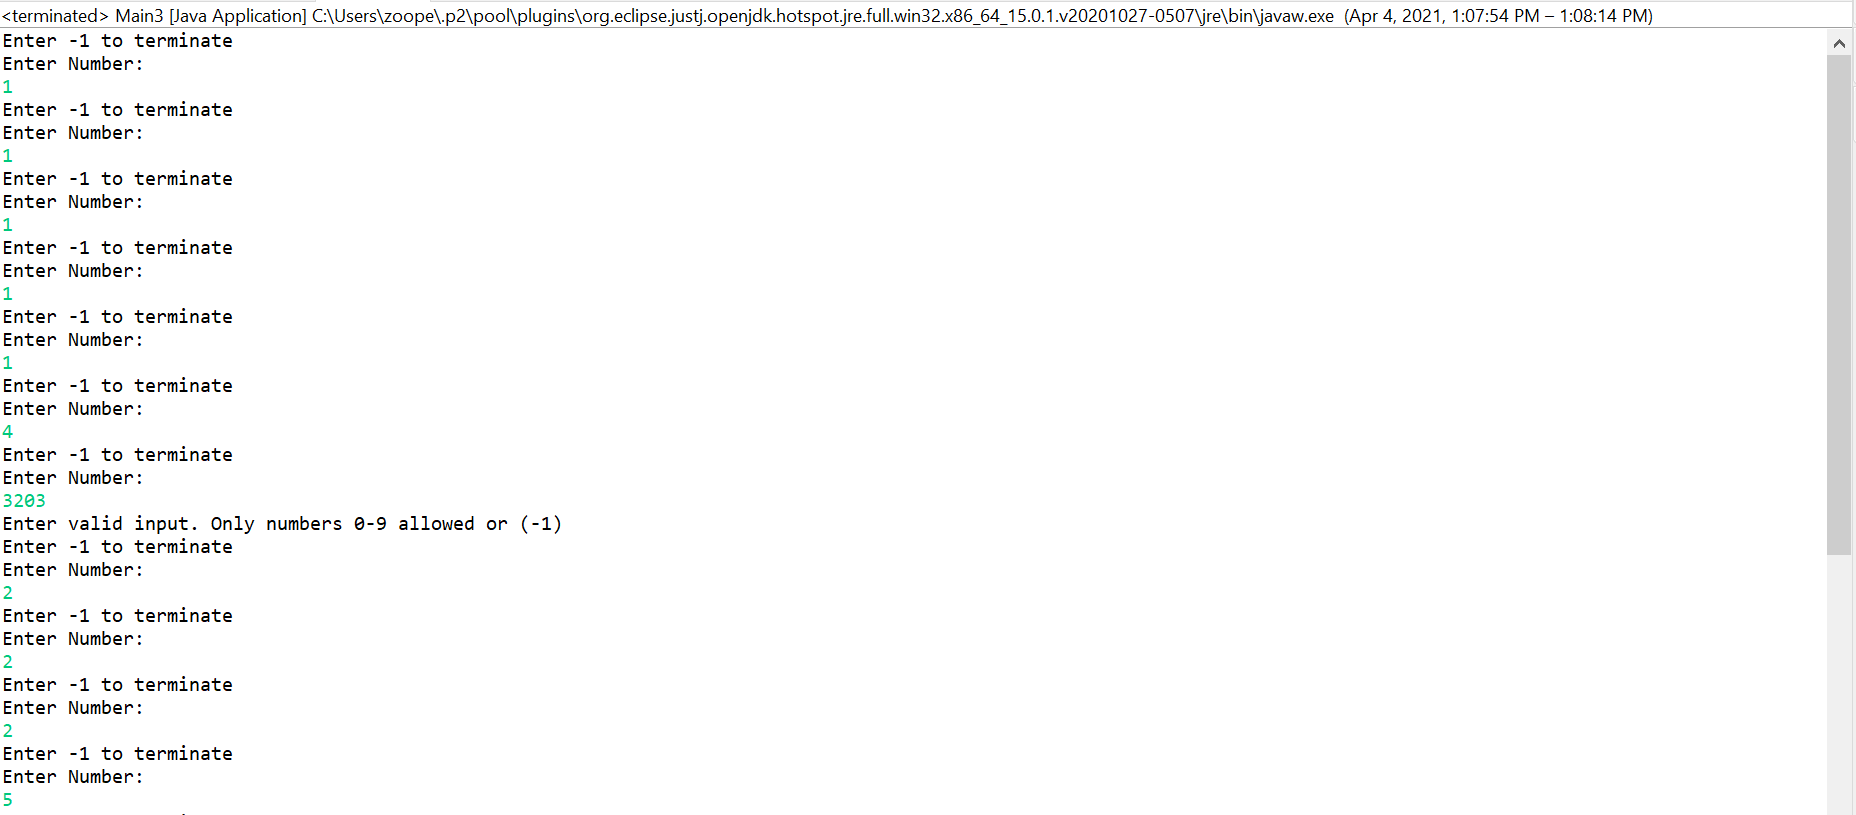 <terminated> Main3 [Java Application] C:\Users\zoope\.p2\pool\plugins\org.eclipse.justj.openjdk.hotspot.jre.full.win32.x86_64_15.0.1.v20201027-0507\jre\bin\javaw.exe (Apr 4, 2021, 1:07:54 PM – 1:08:14 PM)
Enter -1 to terminate
Enter Number:
1
Enter -1 to terminate
Enter Number:
1
Enter -1 to terminate
Enter Number:
1
Enter -1 to terminate
Enter Number:
1
Enter -1 to terminate
Enter Number:
1
Enter -1 to terminate
Enter Number:
4
Enter -1 to terminate
Enter Number:
3203
Enter valid input. Only numbers 0-9 allowed or (-1)
Enter -1 to terminate
Enter Number:
2
Enter -1 to terminate
Enter Number:
2
Enter -1 to terminate
Enter Number:
2
Enter -1 to terminate
Enter Number:
5